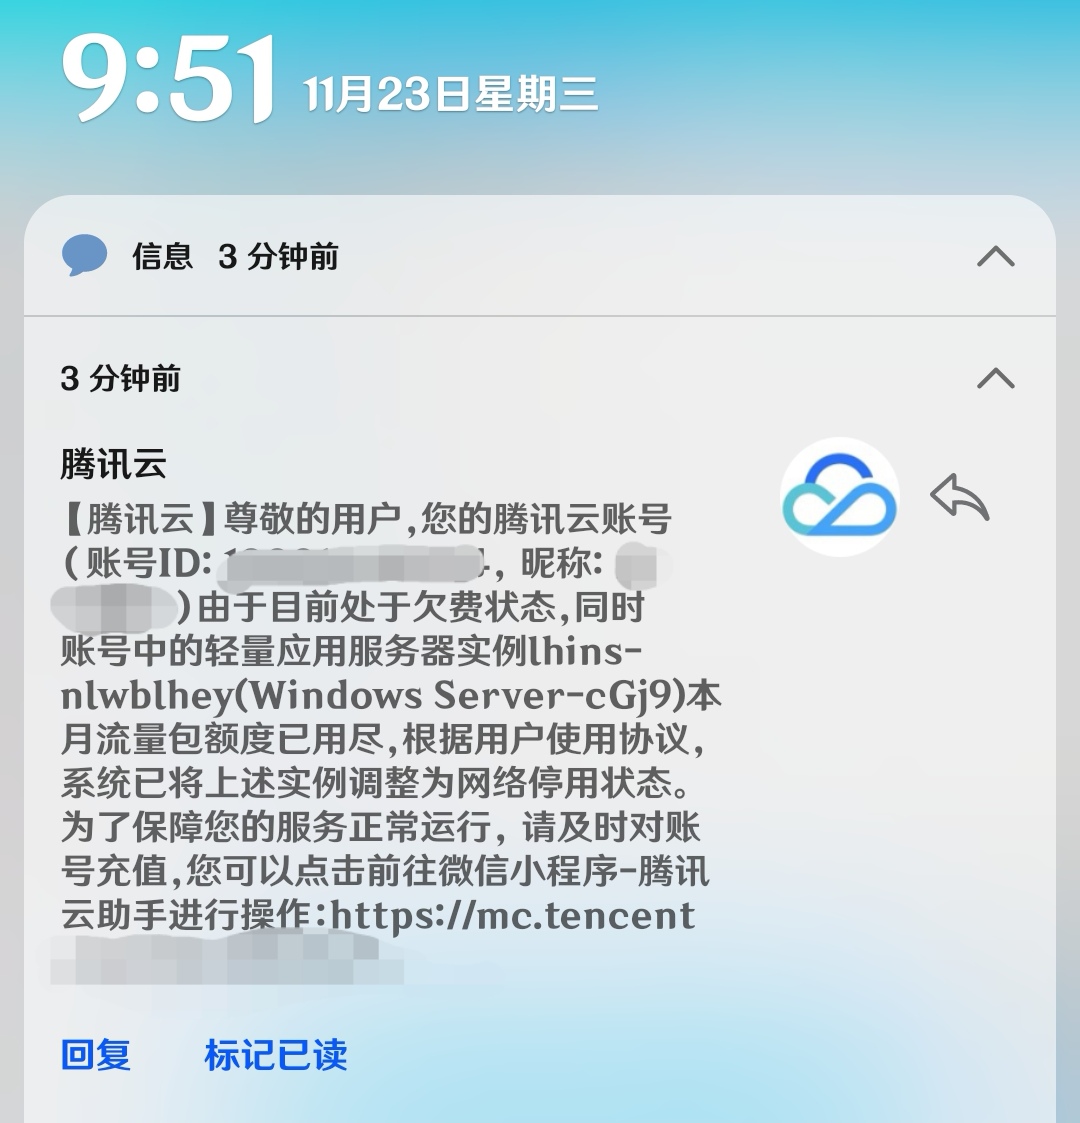 9:51 11月23日星期三
信息 3 分钟前
3 分钟前
腾讯云
【腾讯云】尊敬的用户,您的腾讯云账号
(账号ID: , 昵称:
)由于目前处于欠费状态,同时
账号中的轻量应用服务器实例lhins-
nlwblhey(Windows Server-cGj9)本
月流量包额度已用尽,根据用户使用协议,
系统已将上述实例调整为网络停用状态。
为了保障您的服务正常运行, 请及时对账
号充值,您可以点击前往微信小程序-腾讯
云助手进行操作:https://mc.tencent
回复 标记已读